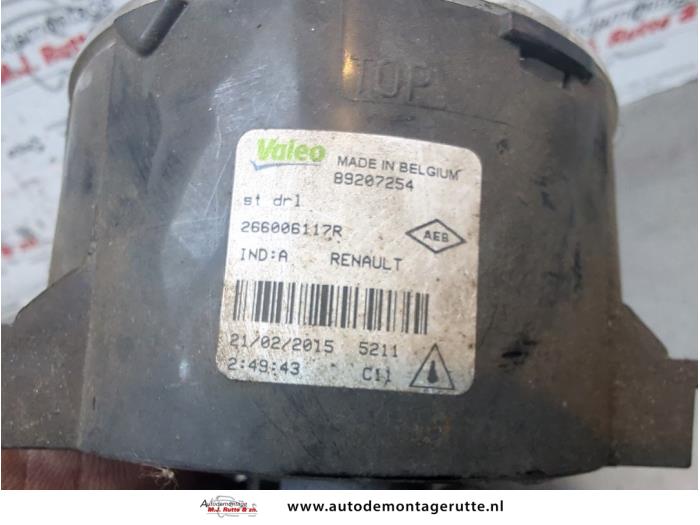 TOP
Valeo
MADE IN BELGIUM
89207254
st drl
266006117R
AEB
IND:A RENAULT
21/02/2015 5211
2:49:43 C11
Autodemontage
M.J. Rutte & zn.
www.autodemontagerutte.nl